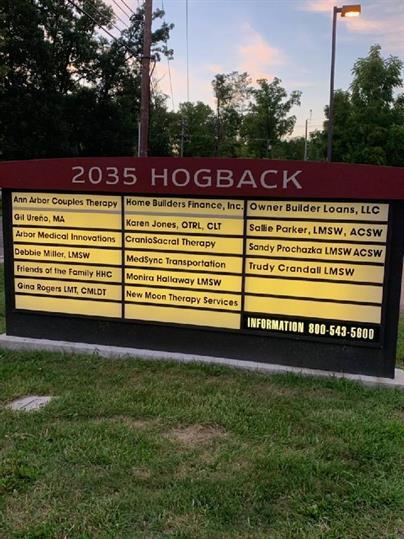 2035 HOGBACK
Ann Arbor Couples Therapy
Gil Ureño, MA
Arbor Medical Innovations
Debbie Miller, LMSW
Friends of the Family HHC
Gina Rogers LMT, CMLDT
Home Builders Finance, Inc.
Karen Jones, OTRL, CLT
CranioSacral Therapy
MedSync Transportation
Monira Hallaway LMSW
New Moon Therapy Services
Owner Builder Loans, LLC
Sallie Parker, LMSW, ACSW
Sandy Prochazka LMSW, ACSW
Trudy Crandall LMSW
INFORMATION 800-543-5600